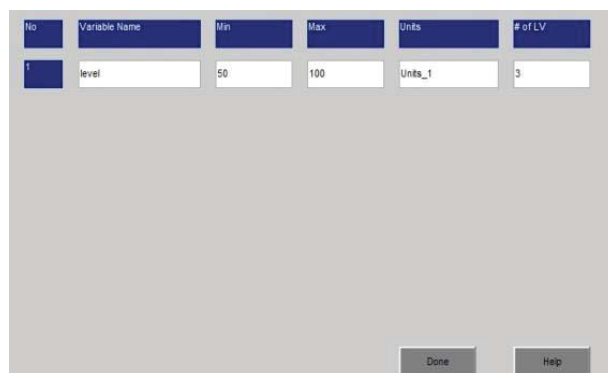 No Variable Name Min Max Units # of LV
1 level 50 100 Units_1 3
Done Help